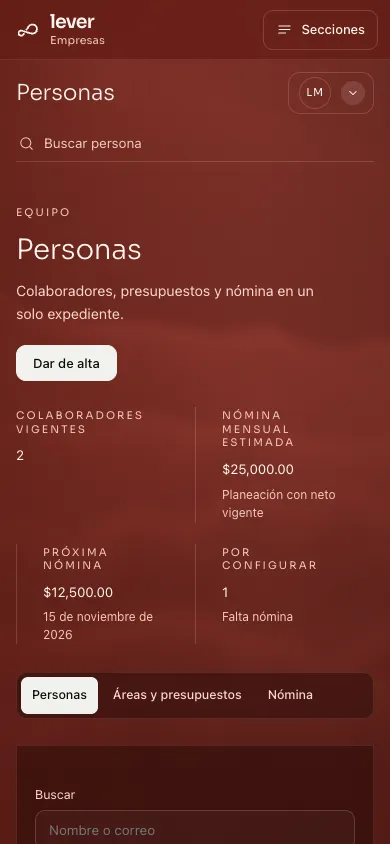 lever
Empresas
Secciones
Personas
LM
Buscar persona
EQUIPO
Personas
Colaboradores, presupuestos y nómina en un
solo expediente.
Dar de alta
COLABORADORES
VIGENTES
2
NÓMINA
MENSUAL
ESTIMADA
$25,000.00
Planeación con neto
vigente
PRÓXIMA
NÓMINA
$12,500.00
15 de noviembre de
2026
POR
CONFIGURAR
1
Falta nómina
Personas
Áreas y presupuestos
Nómina
Buscar
Nombre o correo